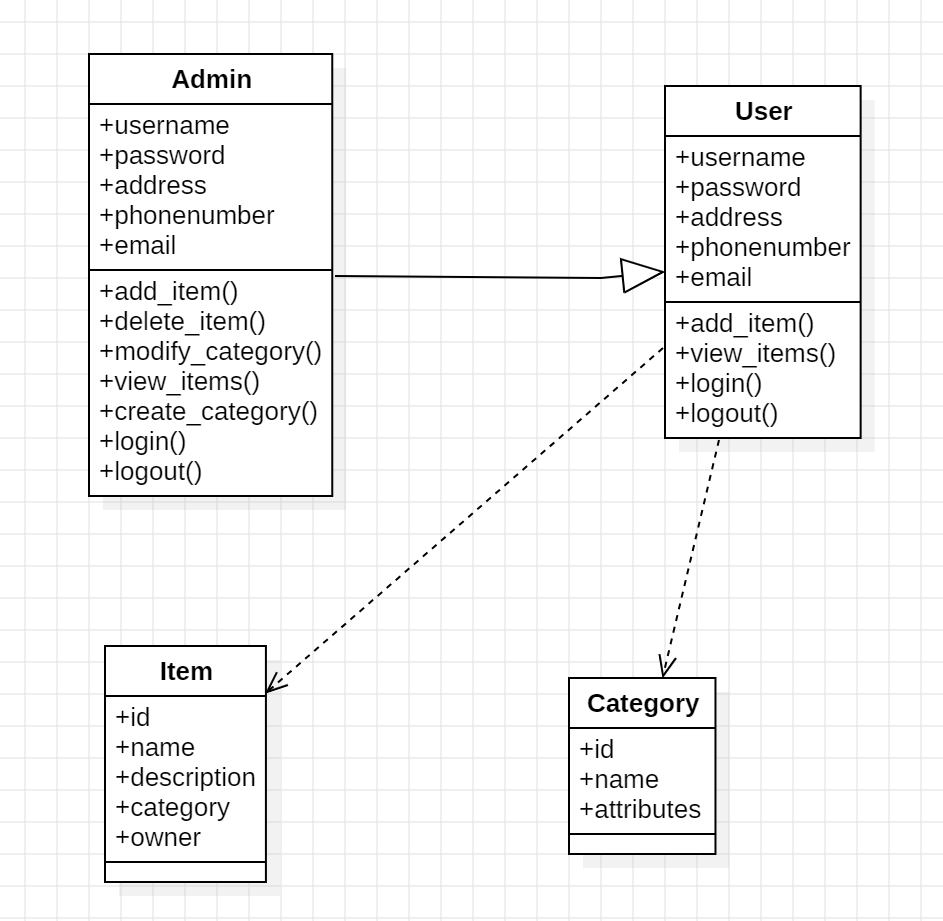 Admin
+username
+password
+address
+phonenumber
+email
+add_item()
+delete_item()
+modify_category()
+view_items()
+create_category()
+login()
+logout()
User
+username
+password
+address
+phonenumber
+email
+add_item()
+view_items()
+login()
+logout()
Item
+id
+name
+description
+category
+owner
Category
+id
+name
+attributes